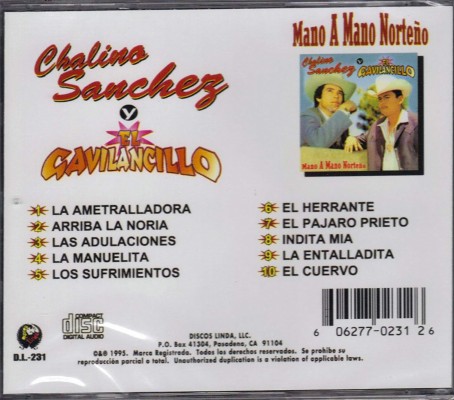 Chalino
Sanchez
Y
EL
GAVILANCILLO
Mano A Mano Norteño
Chalino
Sanchez
Y
EL
GAVILANCILLO
Mano A Mano Norteño
1 LA AMETRALLADORA
2 ARRIBA LA NORIA
3 LAS ADULACIONES
4 LA MANUELITA
5 LOS SUFRIMIENTOS
6 EL HERRANTE
7 EL PAJARO PRIETO
8 INDITA MIA
9 LA ENTALLADITA
10 EL CUERVO
D.L-231
COMPACT
disc
DIGITAL AUDIO
DISCOS LINDA, LLC.
P.O. Box 41304, Pasadena, CA 91104
©&℗ 1995. Marca Registrada. Todos los derechos reservados. Se prohibe su
reproducción parcial o total. Unauthorized duplication is a violation of applicable laws.
6 06277-0231 2 6